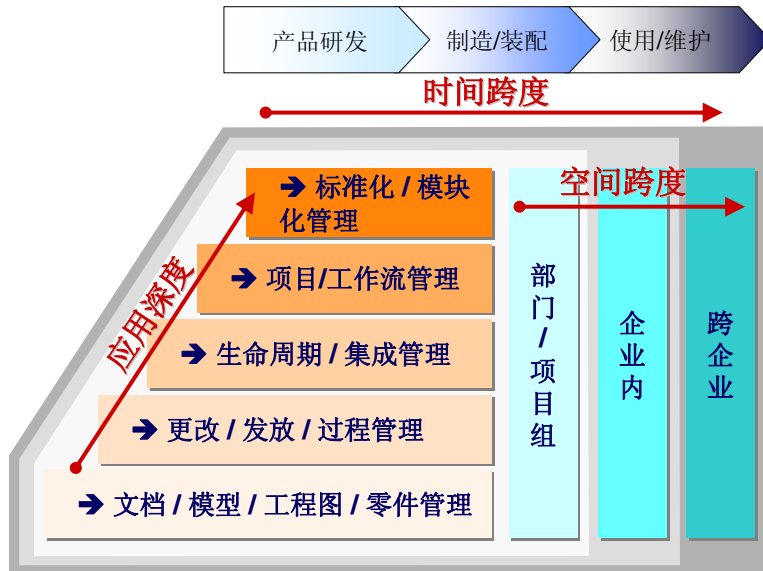 产品研发
制造/装配
使用/维护
时间跨度
➔ 标准化 / 模块
化管理
空间跨度
应用深度
➔ 项目/工作流管理
➔ 生命周期 / 集成管理
➔ 更改 / 发放 / 过程管理
➔ 文档 / 模型 / 工程图 / 零件管理
部门/项目组
企业内
跨企业